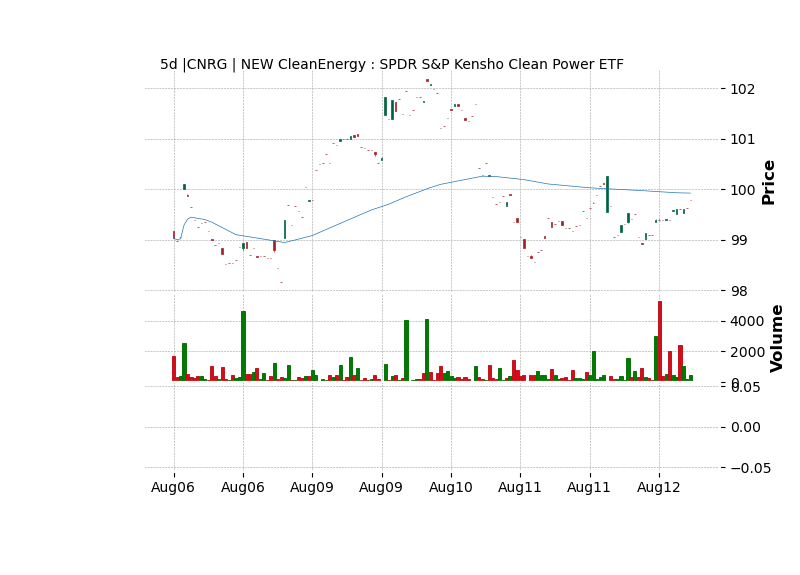 5d |CNRG | NEW CleanEnergy : SPDR S&P Kensho Clean Power ETF
102
101
100
99
98
Price
4000
2000
0
Volume
0.05
0.00
−0.05
Aug06 Aug06 Aug09 Aug09 Aug10 Aug11 Aug11 Aug12